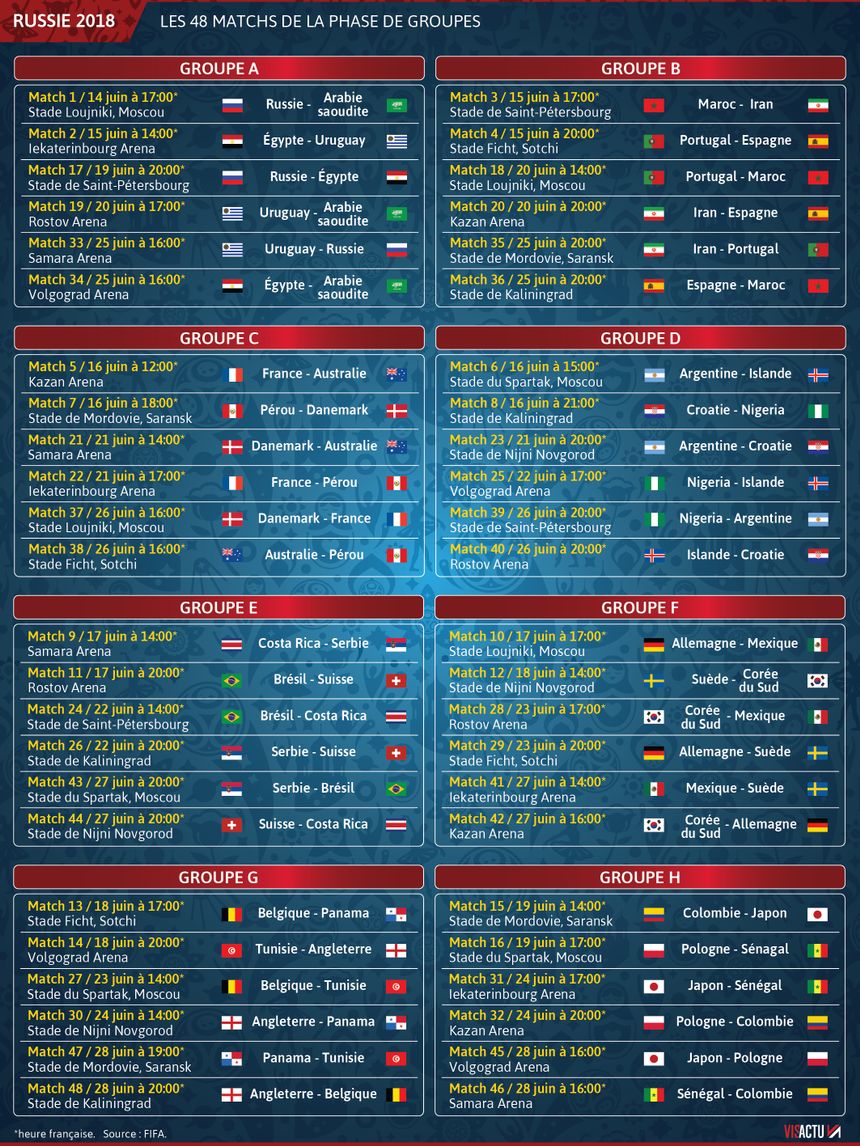 RUSSIE 2018
LES 48 MATCHS DE LA PHASE DE GROUPES
GROUPE A
Match 1 / 14 juin à 17:00*
Stade Loujniki, Moscou
Russie - Arabie saoudite
Match 2 / 15 juin à 14:00*
Iekaterinbourg Arena
Égypte - Uruguay
Match 17 / 19 juin à 20:00*
Stade de Saint-Pétersbourg
Russie - Égypte
Match 19 / 20 juin à 17:00*
Rostov Arena
Uruguay - Arabie saoudite
Match 33 / 25 juin à 16:00*
Samara Arena
Uruguay - Russie
Match 34 / 25 juin à 16:00*
Volgograd Arena
Égypte - Arabie saoudite
GROUPE B
Match 3 / 15 juin à 17:00*
Stade de Saint-Pétersbourg
Maroc - Iran
Match 4 / 15 juin à 20:00*
Stade Ficht, Sotchi
Portugal - Espagne
Match 18 / 20 juin à 14:00*
Stade Loujniki, Moscou
Portugal - Maroc
Match 20 / 20 juin à 20:00*
Kazan Arena
Iran - Espagne
Match 35 / 25 juin à 20:00*
Stade de Mordovie, Saransk
Iran - Portugal
Match 36 / 25 juin à 20:00*
Stade de Kaliningrad
Espagne - Maroc
GROUPE C
Match 5 / 16 juin à 12:00*
Kazan Arena
France - Australie
Match 7 / 16 juin à 18:00*
Stade de Mordovie, Saransk
Pérou - Danemark
Match 21 / 21 juin à 14:00*
Samara Arena
Danemark - Australie
Match 22 / 21 juin à 17:00*
Iekaterinbourg Arena
France - Pérou
Match 37 / 26 juin à 16:00*
Stade Loujniki, Moscou
Danemark - France
Match 38 / 26 juin à 16:00*
Stade Ficht, Sotchi
Australie - Pérou
GROUPE D
Match 6 / 16 juin à 15:00*
Stade du Spartak, Moscou
Argentine - Islande
Match 8 / 16 juin à 21:00*
Stade de Kaliningrad
Croatie - Nigeria
Match 23 / 21 juin à 20:00*
Stade de Nijni Novgorod
Argentine - Croatie
Match 25 / 22 juin à 17:00*
Volgograd Arena
Nigeria - Islande
Match 39 / 26 juin à 20:00*
Stade de Saint-Pétersbourg
Nigeria - Argentine
Match 40 / 26 juin à 20:00*
Rostov Arena
Islande - Croatie
GROUPE E
Match 9 / 17 juin à 14:00*
Samara Arena
Costa Rica - Serbie
Match 11 / 17 juin à 20:00*
Rostov Arena
Brésil - Suisse
Match 24 / 22 juin à 14:00*
Stade de Saint-Pétersbourg
Brésil - Costa Rica
Match 26 / 22 juin à 20:00*
Stade de Kaliningrad
Serbie - Suisse
Match 43 / 27 juin à 20:00*
Stade du Spartak, Moscou
Serbie - Brésil
Match 44 / 27 juin à 20:00*
Stade de Nijni Novgorod
Suisse - Costa Rica
GROUPE F
Match 10 / 17 juin à 17:00*
Stade Loujniki, Moscou
Allemagne - Mexique
Match 12 / 18 juin à 14:00*
Stade de Nijni Novgorod
Suède - Corée du Sud
Match 28 / 23 juin à 17:00*
Rostov Arena
Corée du Sud - Mexique
Match 29 / 23 juin à 20:00*
Stade Ficht, Sotchi
Allemagne - Suède
Match 41 / 27 juin à 14:00*
Iekaterinbourg Arena
Mexique - Suède
Match 42 / 27 juin à 16:00*
Kazan Arena
Corée du Sud - Allemagne
GROUPE G
Match 13 / 18 juin à 17:00*
Stade Ficht, Sotchi
Belgique - Panama
Match 14 / 18 juin à 20:00*
Volgograd Arena
Tunisie - Angleterre
Match 27 / 23 juin à 14:00*
Stade du Spartak, Moscou
Belgique - Tunisie
Match 30 / 24 juin à 14:00*
Stade de Nijni Novgorod
Angleterre - Panama
Match 47 / 28 juin à 19:00*
Stade de Mordovie, Saransk
Panama - Tunisie
Match 48 / 28 juin à 20:00*
Stade de Kaliningrad
Angleterre - Belgique
GROUPE H
Match 15 / 19 juin à 14:00*
Stade de Mordovie, Saransk
Colombie - Japon
Match 16 / 19 juin à 17:00*
Stade du Spartak, Moscou
Pologne - Sénagal
Match 31 / 24 juin à 17:00*
Iekaterinbourg Arena
Japon - Sénégal
Match 32 / 24 juin à 20:00*
Kazan Arena
Pologne - Colombie
Match 45 / 28 juin à 16:00*
Volgograd Arena
Japon - Pologne
Match 46 / 28 juin à 16:00*
Samara Arena
Sénégal - Colombie
*heure française. Source : FIFA.
VISACTU